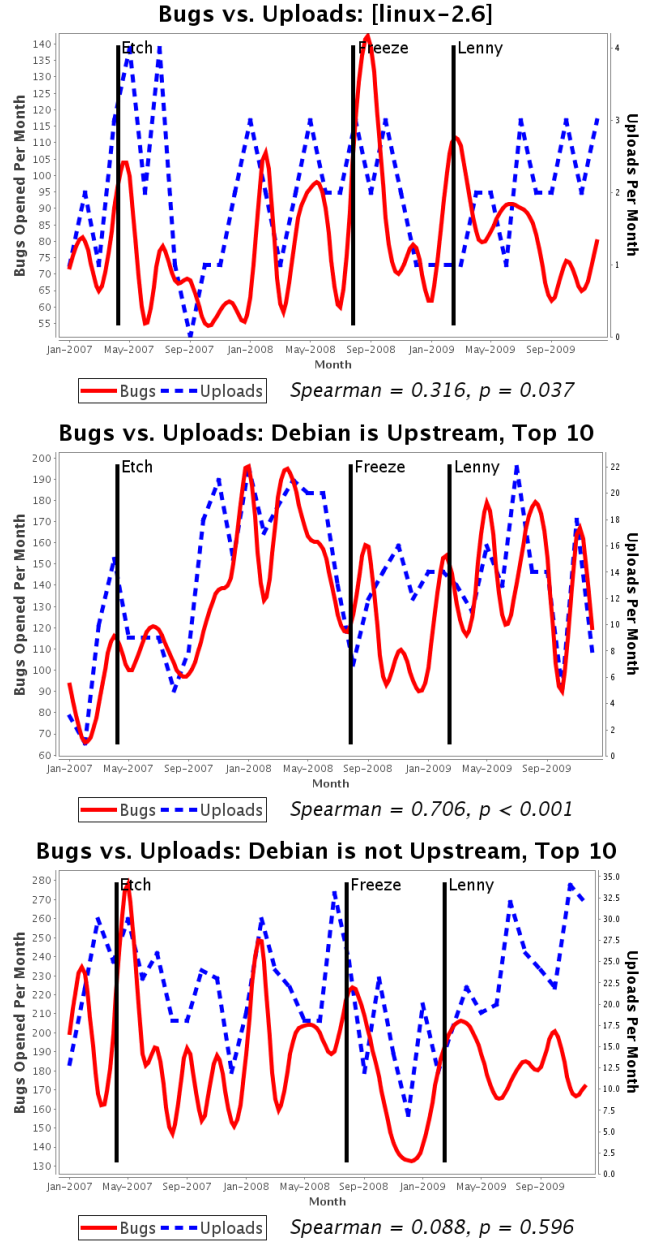 Bugs vs. Uploads: [linux-2.6]
Etch
Freeze
Lenny
140
135
130
125
120
115
110
105
100
95
90
85
80
75
70
65
60
55
4
3
2
1
0
Bugs Opened Per Month
Uploads Per Month
Jan-2007 May-2007 Sep-2007 Jan-2008 May-2008 Sep-2008 Jan-2009 May-2009 Sep-2009
Month
Bugs Uploads
Spearman = 0.316, p = 0.037
Bugs vs. Uploads: Debian is Upstream, Top 10
Etch
Freeze
Lenny
200
190
180
170
160
150
140
130
120
110
100
90
80
70
60
22
20
18
16
14
12
10
8
6
4
2
0
Bugs Opened Per Month
Uploads Per Month
Jan-2007 May-2007 Sep-2007 Jan-2008 May-2008 Sep-2008 Jan-2009 May-2009 Sep-2009
Month
Bugs Uploads
Spearman = 0.706, p < 0.001
Bugs vs. Uploads: Debian is not Upstream, Top 10
Etch
Freeze
Lenny
280
270
260
250
240
230
220
210
200
190
180
170
160
150
140
130
35.0
32.5
30.0
27.5
25.0
22.5
20.0
17.5
15.0
12.5
10.0
7.5
5.0
2.5
0.0
Bugs Opened Per Month
Uploads Per Month
Jan-2007 May-2007 Sep-2007 Jan-2008 May-2008 Sep-2008 Jan-2009 May-2009 Sep-2009
Month
Bugs Uploads
Spearman = 0.088, p = 0.596